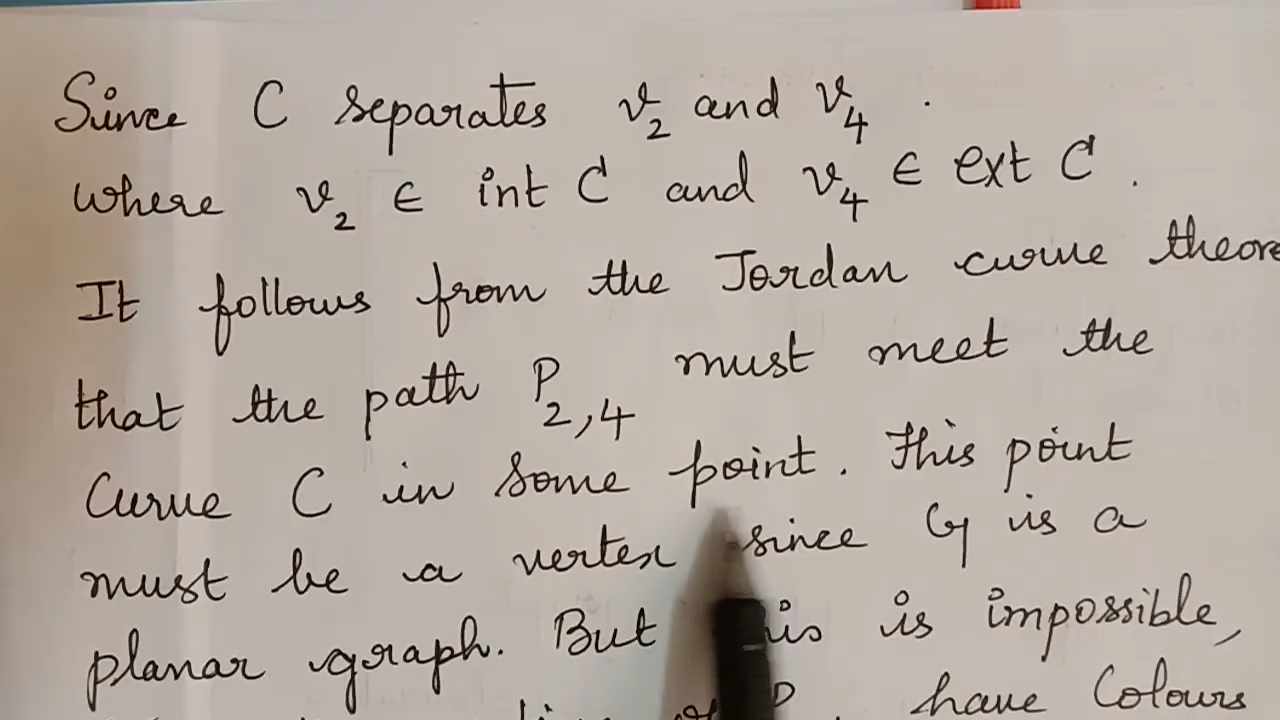 Since C separates v₂ and v₄.
where v₂ ∈ int C and v₄ ∈ ext C.
It follows from the Jordan curve theore
that the path P₂,₄ must meet the
curve C in some point. This point
must be a vertex since G is a
planar graph. But is impossible,
have Colours